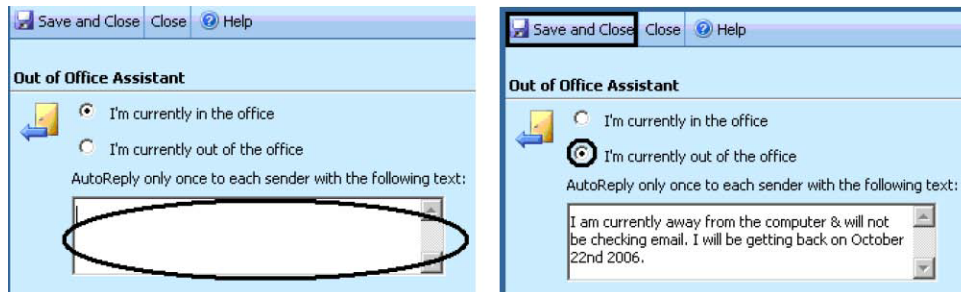 Save and Close Close Help
Out of Office Assistant
I'm currently in the office
I'm currently out of the office
AutoReply only once to each sender with the following text:
Save and Close Close Help
Out of Office Assistant
I'm currently in the office
I'm currently out of the office
AutoReply only once to each sender with the following text:
I am currently away from the computer & will not
be checking email. I will be getting back on October
22nd 2006.